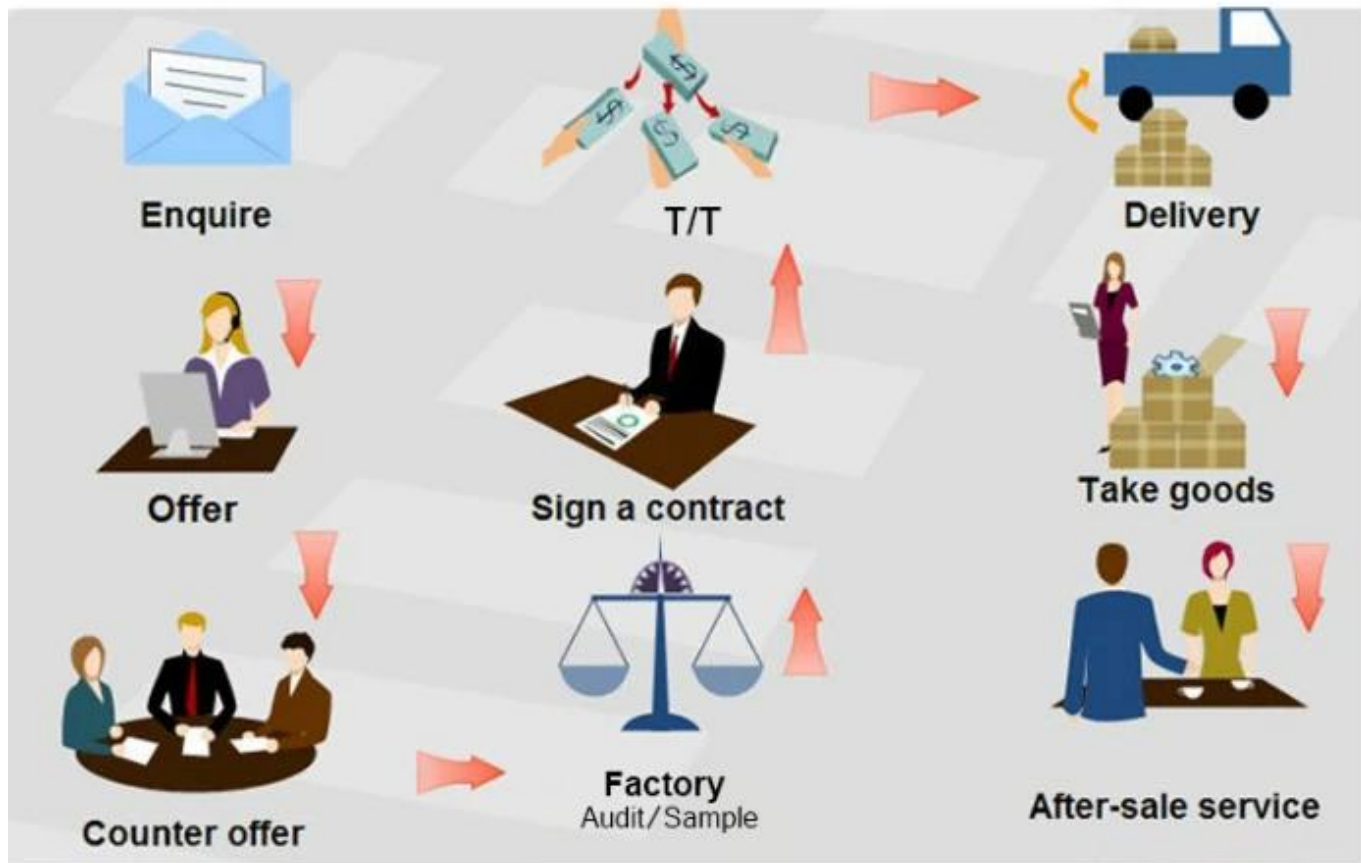 Enquire
T/T
Delivery
Offer
Sign a contract
Take goods
Counter offer
Factory
Audit/Sample
After-sale service